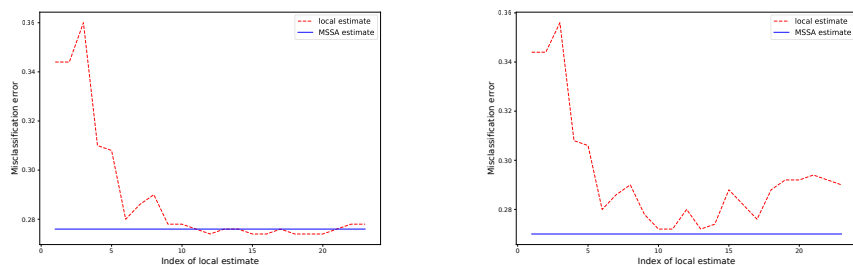 0.36
0.34
0.32
0.30
0.28
Misclassification error
0 5 10 15 20
Index of local estimate
local estimate
MSSA estimate
0.36
0.34
0.32
0.30
0.28
Misclassification error
0 5 10 15 20
Index of local estimate
local estimate
MSSA estimate